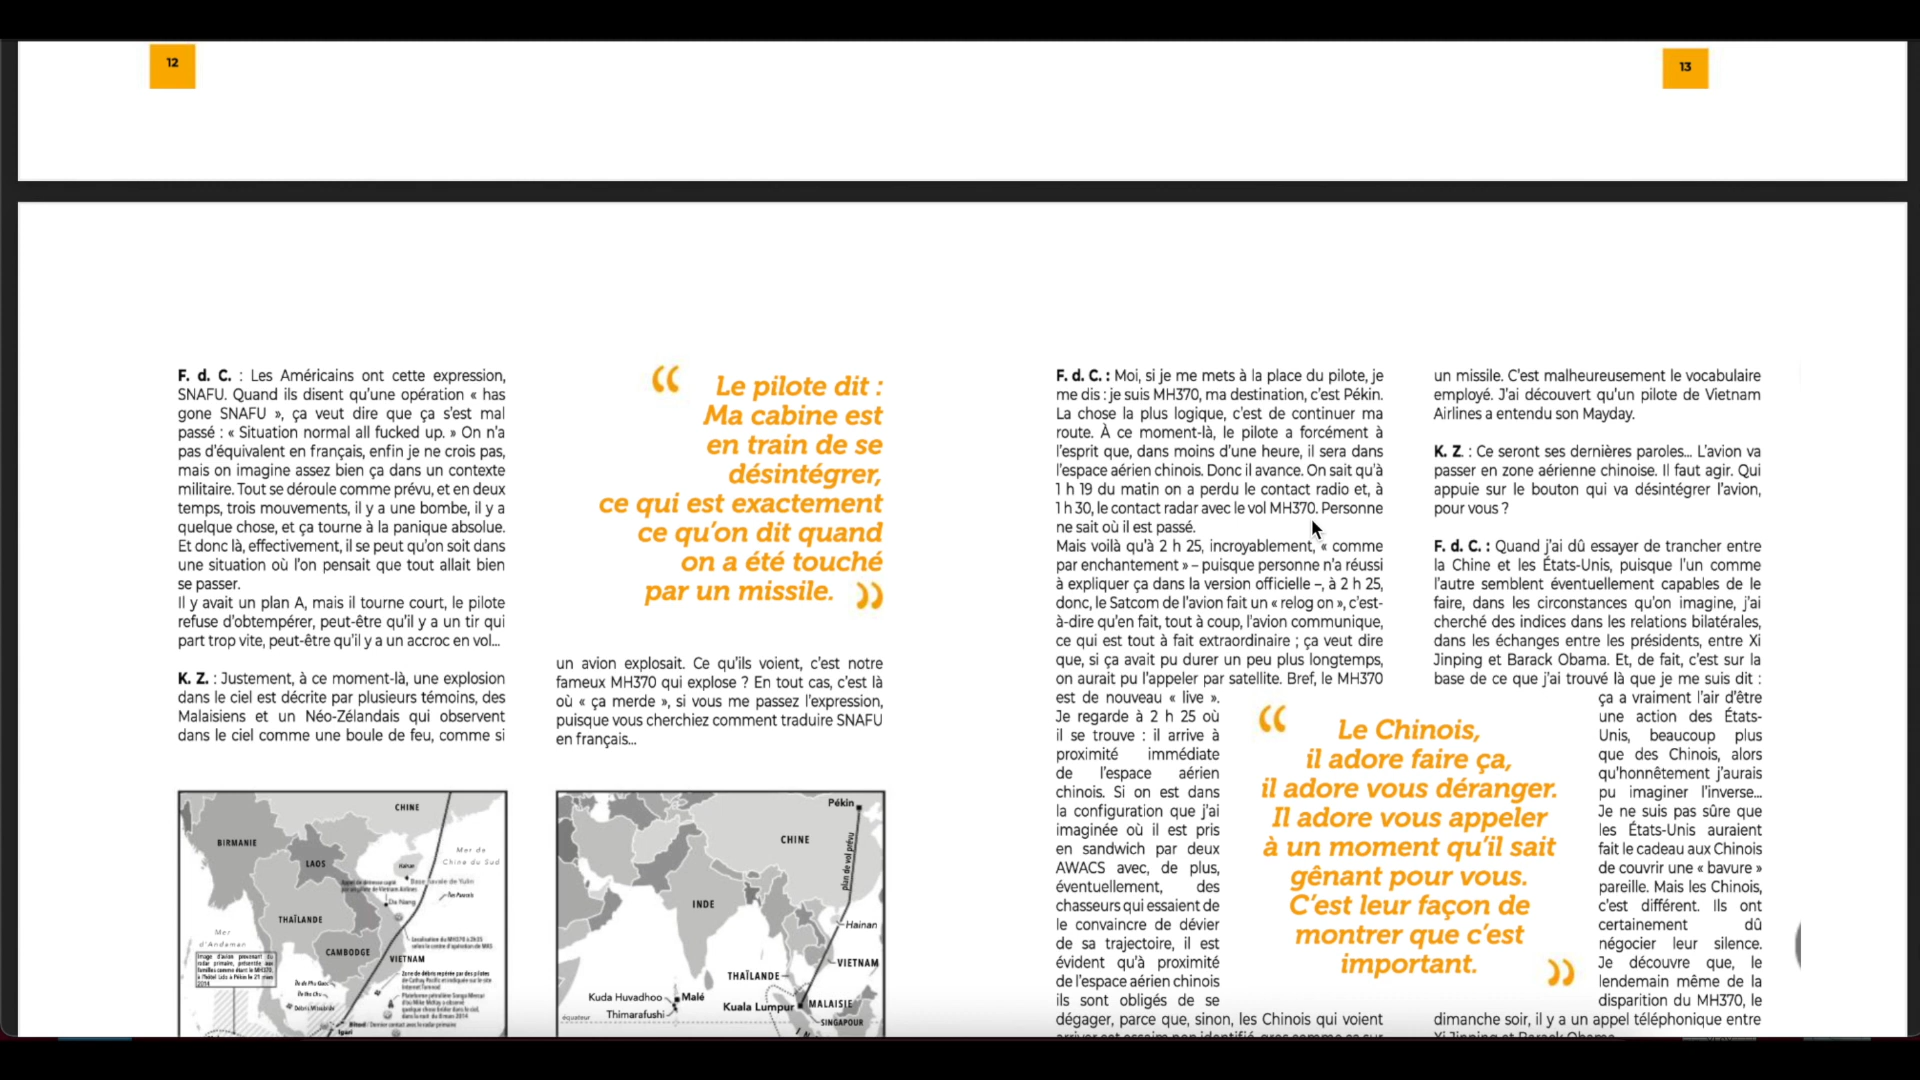 12
13
F. d. C. : Les Américains ont cette expression,
SNAFU. Quand ils disent qu'une opération « has
gone SNAFU », ça veut dire que ça s'est mal
passé : « Situation normal all fucked up. » On n'a
pas d'équivalent en français, enfin je ne crois pas,
mais on imagine assez bien ça dans un contexte
militaire. Tout se déroule comme prévu, et en deux
temps, trois mouvements, il y a une bombe, il y a
quelque chose, et ça tourne à la panique absolue.
Et donc là, effectivement, il se peut qu'on soit dans
une situation où l'on pensait que tout allait bien
se passer.
Il y avait un plan A, mais il tourne court, le pilote
refuse d'obtempérer, peut-être qu'il y a un tir qui
part trop vite, peut-être qu'il y a un accroc en vol...
K. Z. : Justement, à ce moment-là, une explosion
dans le ciel est décrite par plusieurs témoins, des
Malaisiens et un Néo-Zélandais qui observent
dans le ciel comme une boule de feu, comme si
“ Le pilote dit :
Ma cabine est
en train de se
désintégrer,
ce qui est exactement
ce qu'on dit quand
on a été touché
par un missile. ”
un avion explosait. Ce qu'ils voient, c'est notre
fameux MH370 qui explose ? En tout cas, c'est là
où « ça merde », si vous me passez l'expression,
puisque vous cherchiez comment traduire SNAFU
en français...
CHINE
BIRMANIE
LAOS
Mer de
Chine du Sud
Hainan
Base navale de Yulin
Da Nang
THAÏLANDE
Mer
d'Andaman
CAMBODGE
VIETNAM
Pékin
CHINE
plan de vol prévu
INDE
Hainan
VIETNAM
THAÏLANDE
Kuda Huvadhoo
Malé
Thimarafushi
Kuala Lumpur
MALAISIE
SINGAPOUR
équateur
F. d. C. : Moi, si je me mets à la place du pilote, je
me dis : je suis MH370, ma destination, c'est Pékin.
La chose la plus logique, c'est de continuer ma
route. À ce moment-là, le pilote a forcément à
l'esprit que, dans moins d'une heure, il sera dans
l'espace aérien chinois. Donc il avance. On sait qu'à
1 h 19 du matin on a perdu le contact radio et, à
1 h 30, le contact radar avec le vol MH370. Personne
ne sait où il est passé.
Mais voilà qu'à 2 h 25, incroyablement, « comme
par enchantement » – puisque personne n'a réussi
à expliquer ça dans la version officielle –, à 2 h 25,
donc, le Satcom de l'avion fait un « relog on », c'est-
à-dire qu'en fait, tout à coup, l'avion communique,
ce qui est tout à fait extraordinaire ; ça veut dire
que, si ça avait pu durer un peu plus longtemps,
on aurait pu l'appeler par satellite. Bref, le MH370
est de nouveau « live ».
Je regarde à 2 h 25 où
il se trouve : il arrive à
proximité immédiate
de l'espace aérien
chinois. Si on est dans
la configuration que j'ai
imaginée où il est pris
en sandwich par deux
AWACS avec, de plus,
éventuellement, des
chasseurs qui essaient de
le convaincre de dévier
de sa trajectoire, il est
évident qu'à proximité
de l'espace aérien chinois
ils sont obligés de se
dégager, parce que, sinon, les Chinois qui voient
“ Le Chinois,
il adore faire ça,
il adore vous déranger.
Il adore vous appeler
à un moment qu'il sait
gênant pour vous.
C'est leur façon de
montrer que c'est
important. ”
un missile. C'est malheureusement le vocabulaire
employé. J'ai découvert qu'un pilote de Vietnam
Airlines a entendu son Mayday.
K. Z. : Ce seront ses dernières paroles... L'avion va
passer en zone aérienne chinoise. Il faut agir. Qui
appuie sur le bouton qui va désintégrer l'avion,
pour vous ?
F. d. C. : Quand j'ai dû essayer de trancher entre
la Chine et les États-Unis, puisque l'un comme
l'autre semblent éventuellement capables de le
faire, dans les circonstances qu'on imagine, j'ai
cherché des indices dans les relations bilatérales,
dans les échanges entre les présidents, entre Xi
Jinping et Barack Obama. Et, de fait, c'est sur la
base de ce que j'ai trouvé là que je me suis dit :
ça a vraiment l'air d'être
une action des États-
Unis, beaucoup plus
que des Chinois, alors
qu'honnêtement j'aurais
pu imaginer l'inverse...
Je ne suis pas sûre que
les États-Unis auraient
fait le cadeau aux Chinois
de couvrir une « bavure »
pareille. Mais les Chinois,
c'est différent. Ils ont
certainement dû
négocier leur silence.
Je découvre que, le
lendemain même de la
disparition du MH370, le
dimanche soir, il y a un appel téléphonique entre